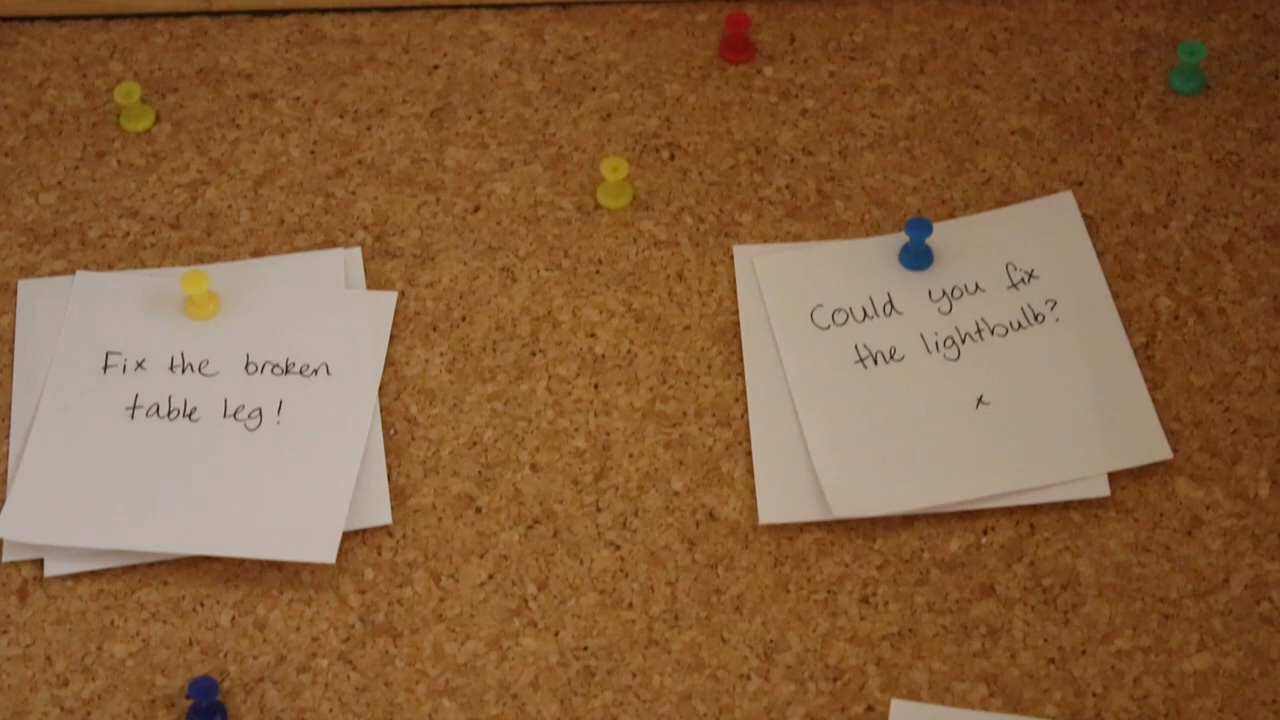 Fix the broken
table leg!
Could you fix
the lightbulb?
x